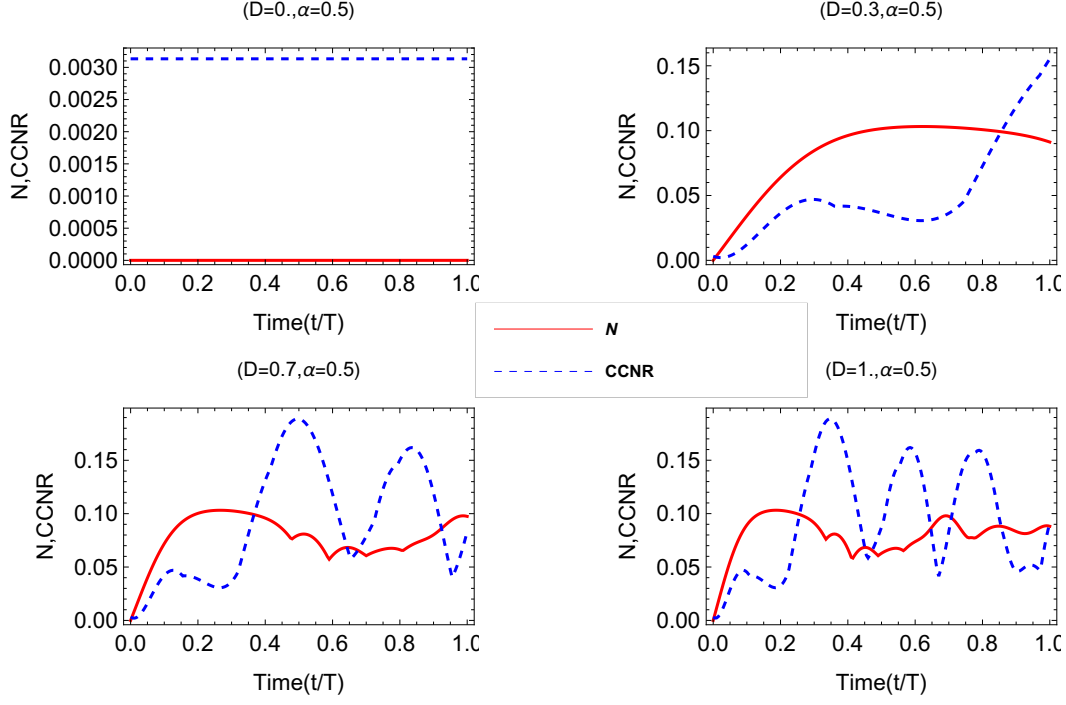 (D=0.,α=0.5)
(D=0.3,α=0.5)
N,CCNR
0.0030
0.0025
0.0020
0.0015
0.0010
0.0005
0.0000
0.0 0.2 0.4 0.6 0.8 1.0
Time(t/T)
N,CCNR
0.15
0.10
0.05
0.00
0.0 0.2 0.4 0.6 0.8 1.0
Time(t/T)
N
CCNR
(D=0.7,α=0.5)
(D=1.,α=0.5)
N,CCNR
0.15
0.10
0.05
0.00
0.0 0.2 0.4 0.6 0.8 1.0
Time(t/T)
N,CCNR
0.15
0.10
0.05
0.00
0.0 0.2 0.4 0.6 0.8 1.0
Time(t/T)